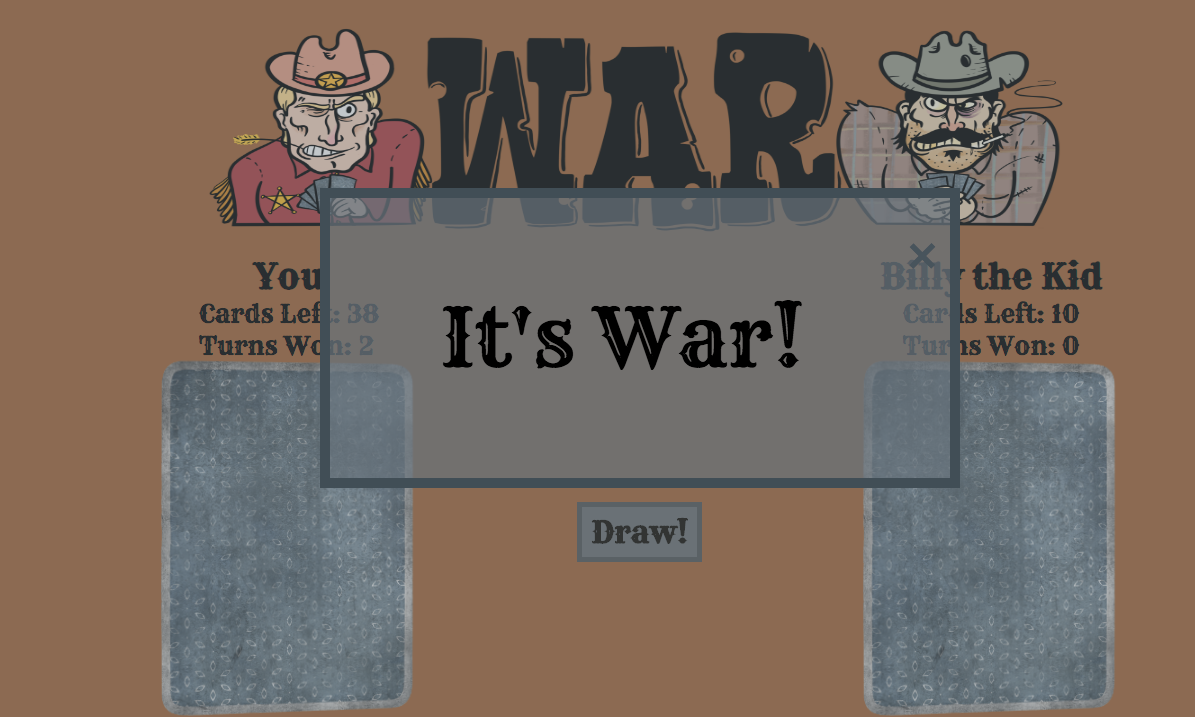 WAR
You
Cards Left: 38
Turns Won: 2
Billy the Kid
Cards Left: 10
Turns Won: 0
×
It's War!
Draw!